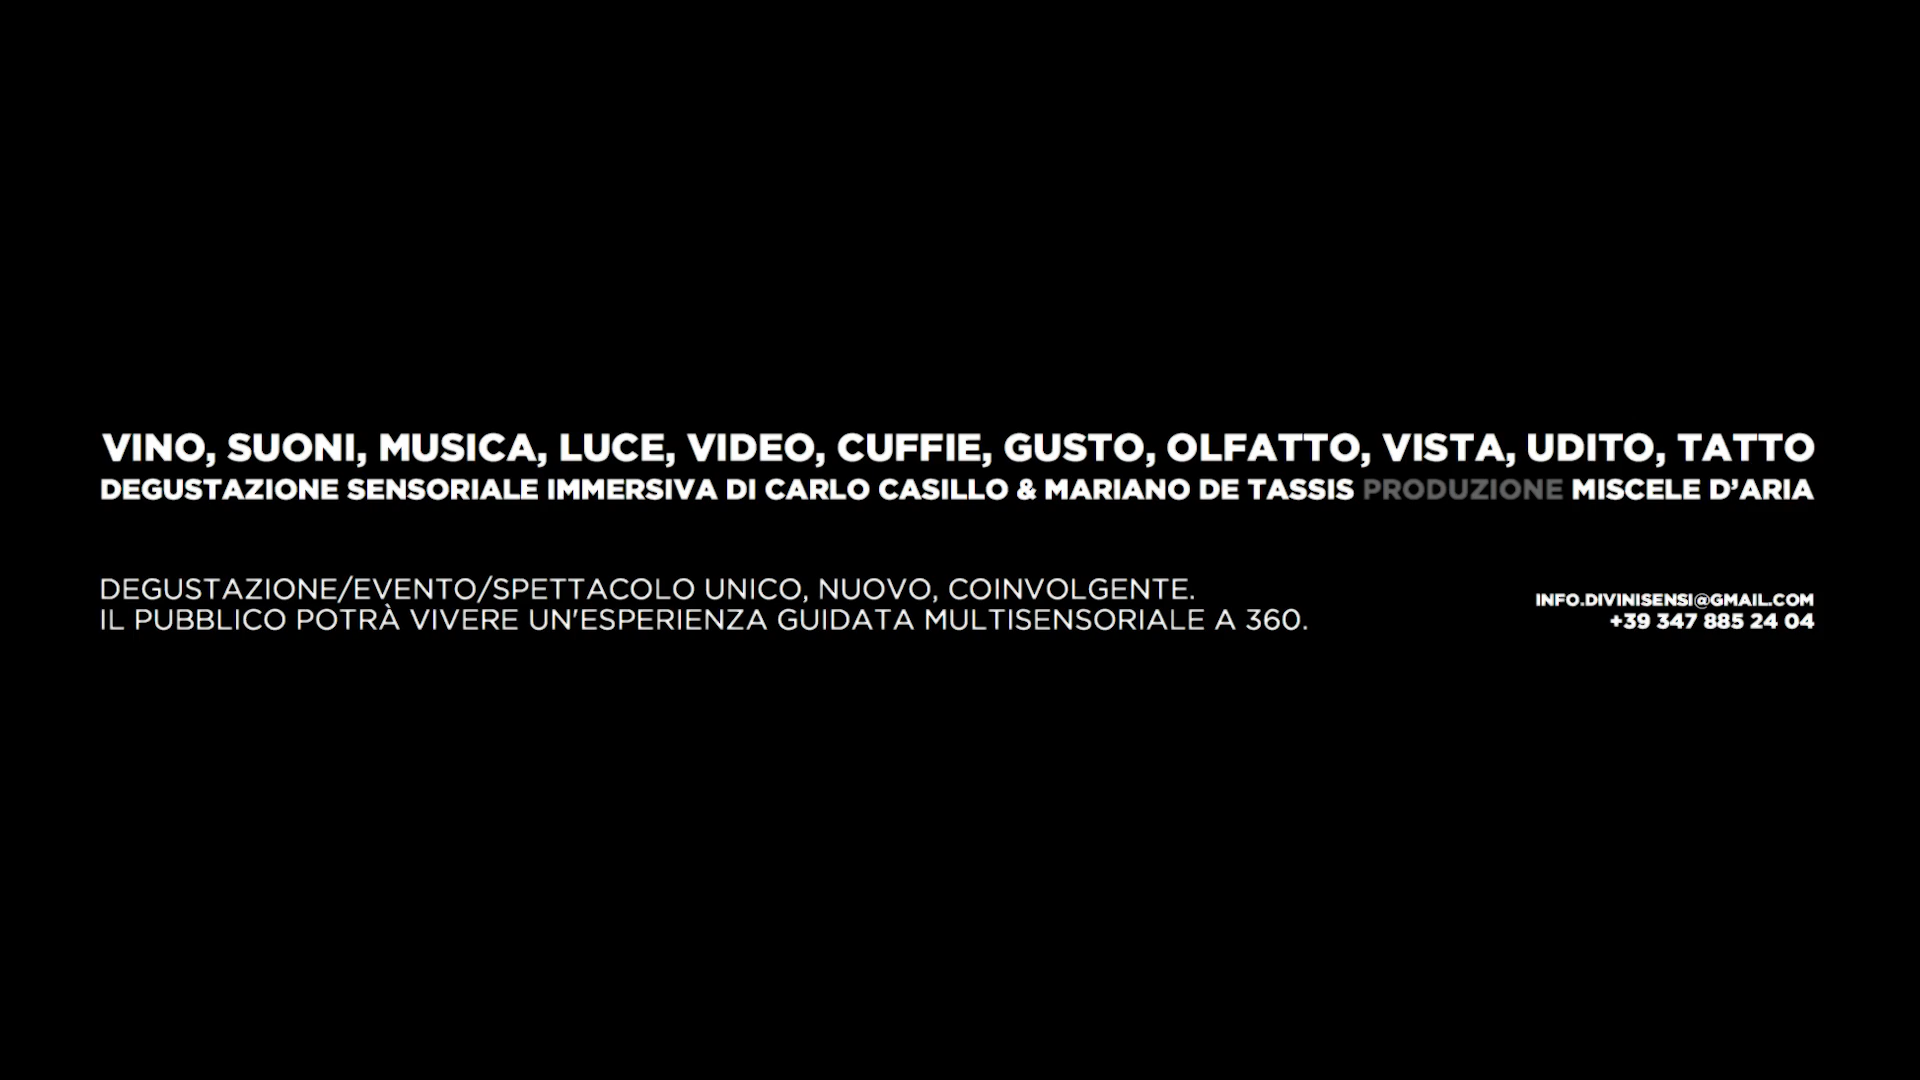 VINO, SUONI, MUSICA, LUCE, VIDEO, CUFFIE, GUSTO, OLFATTO, VISTA, UDITO, TATTO
DEGUSTAZIONE SENSORIALE IMMERSIVA DI CARLO CASILLO & MARIANO DE TASSIS PRODUZIONE MISCELE D’ARIA
DEGUSTAZIONE/EVENTO/SPETTACOLO UNICO, NUOVO, COINVOLGENTE.
IL PUBBLICO POTRÀ VIVERE UN'ESPERIENZA GUIDATA MULTISENSORIALE A 360.
INFO.DIVINISENSI@GMAIL.COM
+39 347 885 24 04